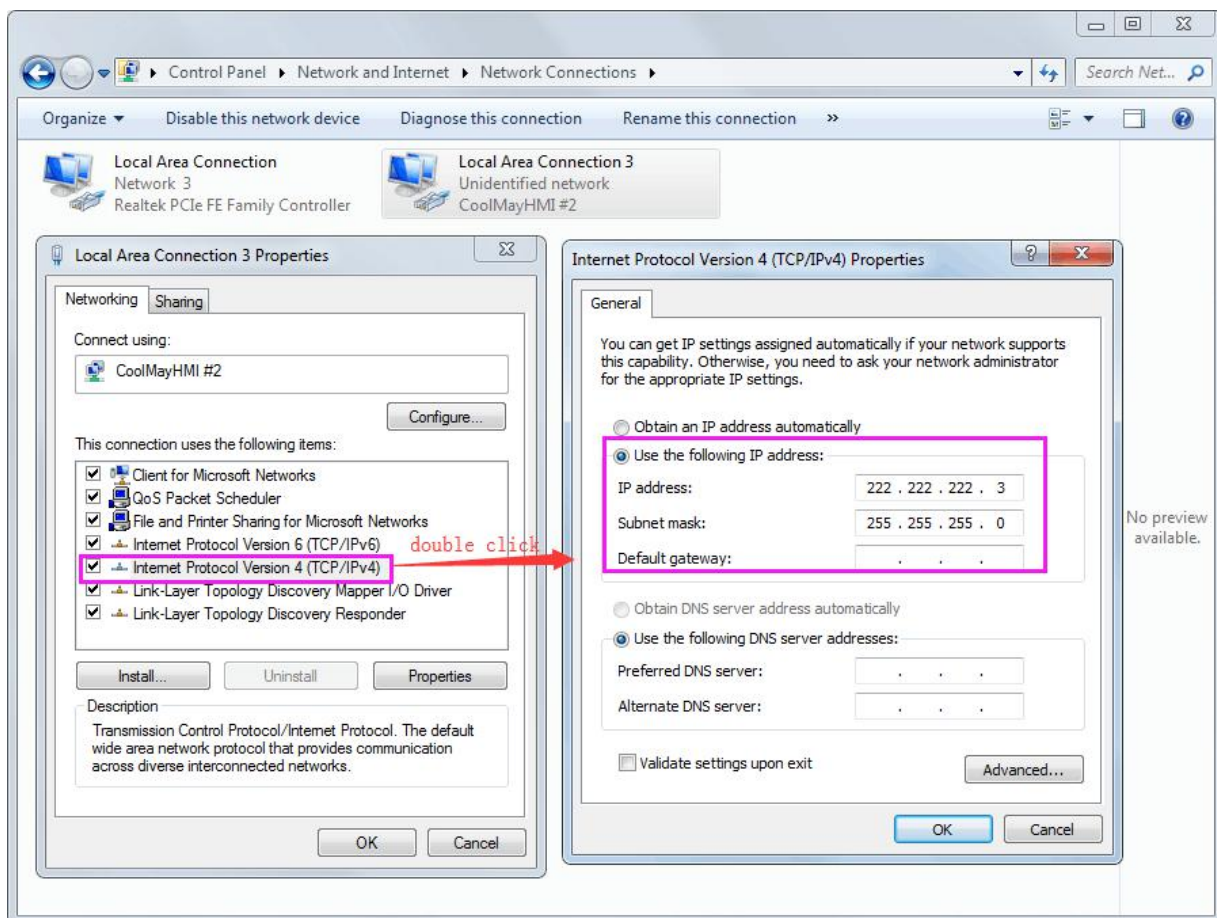 Control Panel Network and Internet Network Connections
Search Net...
Organize Disable this network device Diagnose this connection Rename this connection »
Local Area Connection
Network 3
Realtek PCIe FE Family Controller
Local Area Connection 3
Unidentified network
CoolMayHMI #2
Local Area Connection 3 Properties
Networking Sharing
Connect using:
CoolMayHMI #2
Configure...
This connection uses the following items:
Client for Microsoft Networks
QoS Packet Scheduler
File and Printer Sharing for Microsoft Networks
Internet Protocol Version 6 (TCP/IPv6)
Internet Protocol Version 4 (TCP/IPv4)
Link-Layer Topology Discovery Mapper I/O Driver
Link-Layer Topology Discovery Responder
Install... Uninstall Properties
Description
Transmission Control Protocol/Internet Protocol. The default
wide area network protocol that provides communication
across diverse interconnected networks.
OK Cancel
double click
Internet Protocol Version 4 (TCP/IPv4) Properties
General
You can get IP settings assigned automatically if your network supports
this capability. Otherwise, you need to ask your network administrator
for the appropriate IP settings.
Obtain an IP address automatically
Use the following IP address:
IP address: 222 . 222 . 222 . 3
Subnet mask: 255 . 255 . 255 . 0
Default gateway: . . .
Obtain DNS server address automatically
Use the following DNS server addresses:
Preferred DNS server: . . .
Alternate DNS server: . . .
Validate settings upon exit
Advanced...
OK Cancel
No preview
available.